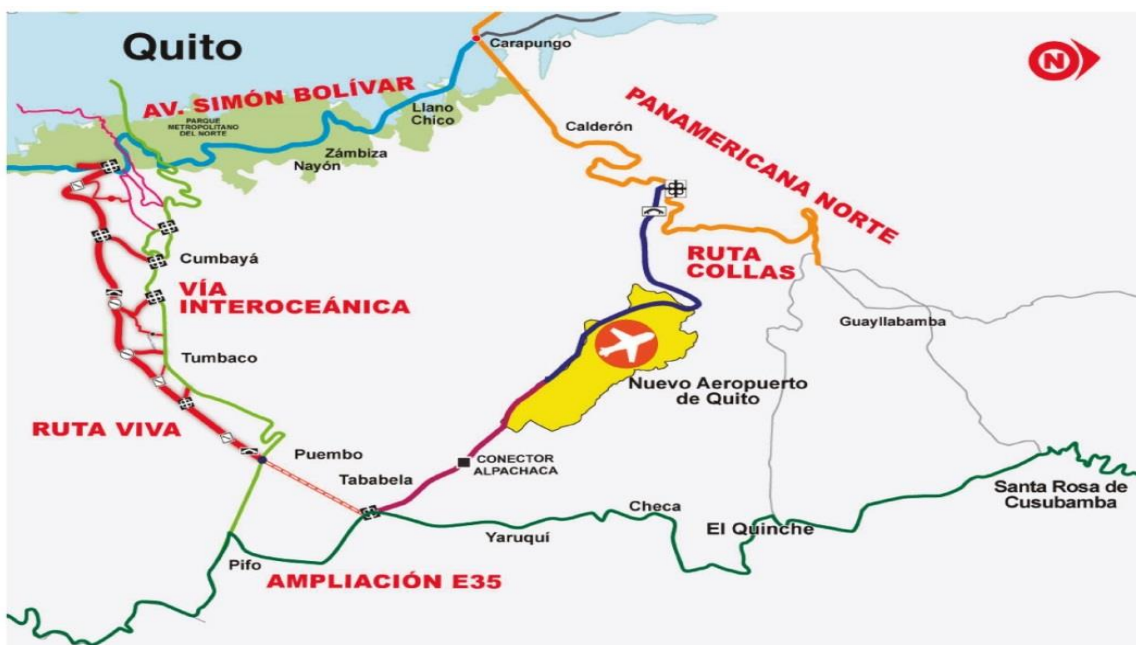 Quito
Carapungo
N
AV. SIMÓN BOLÍVAR
PARQUE
METROPOLITANO
DEL NORTE
Llano
Chico
Zámbiza
Nayón
Calderón
PANAMERICANA NORTE
Cumbayá
VÍA
INTEROCEÁNICA
RUTA
COLLAS
Guayllabamba
Tumbaco
Nuevo Aeropuerto
de Quito
RUTA VIVA
Puembo
Tababela
CONECTOR
ALPACHACA
Santa Rosa de
Cusubamba
Checa
El Quinche
Yaruquí
Pifo
AMPLIACIÓN E35